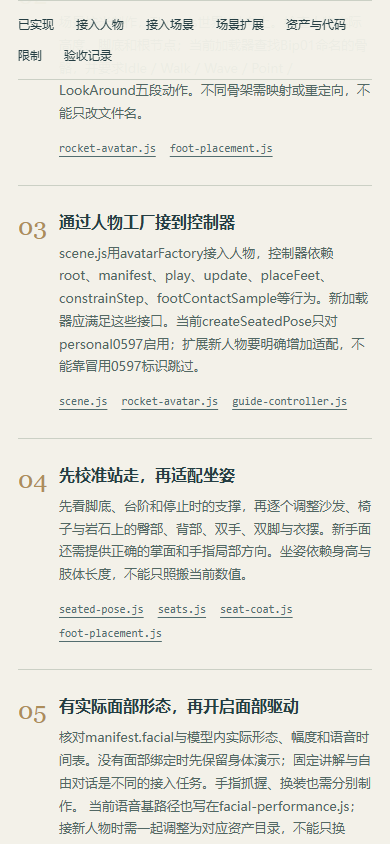 已实现 接入人物 接入场景 场景扩展 资产与代码
限制 验收记录
LookAround五段动作。不同骨架需映射或重定向，不
能只改文件名。
rocket-avatar.js foot-placement.js
03 通过人物工厂接到控制器
scene.js用avatarFactory接入人物，控制器依赖
root、manifest、play、update、placeFeet、
constrainStep、footContactSample等行为。新加载
器应满足这些接口。当前createSeatedPose只对
personal0597启用；扩展新人物要明确增加适配，不
能靠冒用0597标识跳过。
scene.js rocket-avatar.js guide-controller.js
04 先校准站走，再适配坐姿
先看脚底、台阶和停止时的支撑，再逐个调整沙发、椅
子与岩石上的臀部、背部、双手、双脚与衣摆。新手面
还需提供正确的掌面和手指局部方向。坐姿依赖身高与
肢体长度，不能只照搬当前数值。
seated-pose.js seats.js seat-coat.js
foot-placement.js
05 有实际面部形态，再开启面部驱动
核对manifest.facial与模型内实际形态、幅度和语音时
间表。没有面部绑定时先保留身体演示；固定讲解与自
由对话是不同的接入任务。手指抓握、换装也需分别制
作。 当前语音基路径也写在facial-performance.js；
接新人物时需一起调整为对应资产目录，不能只换